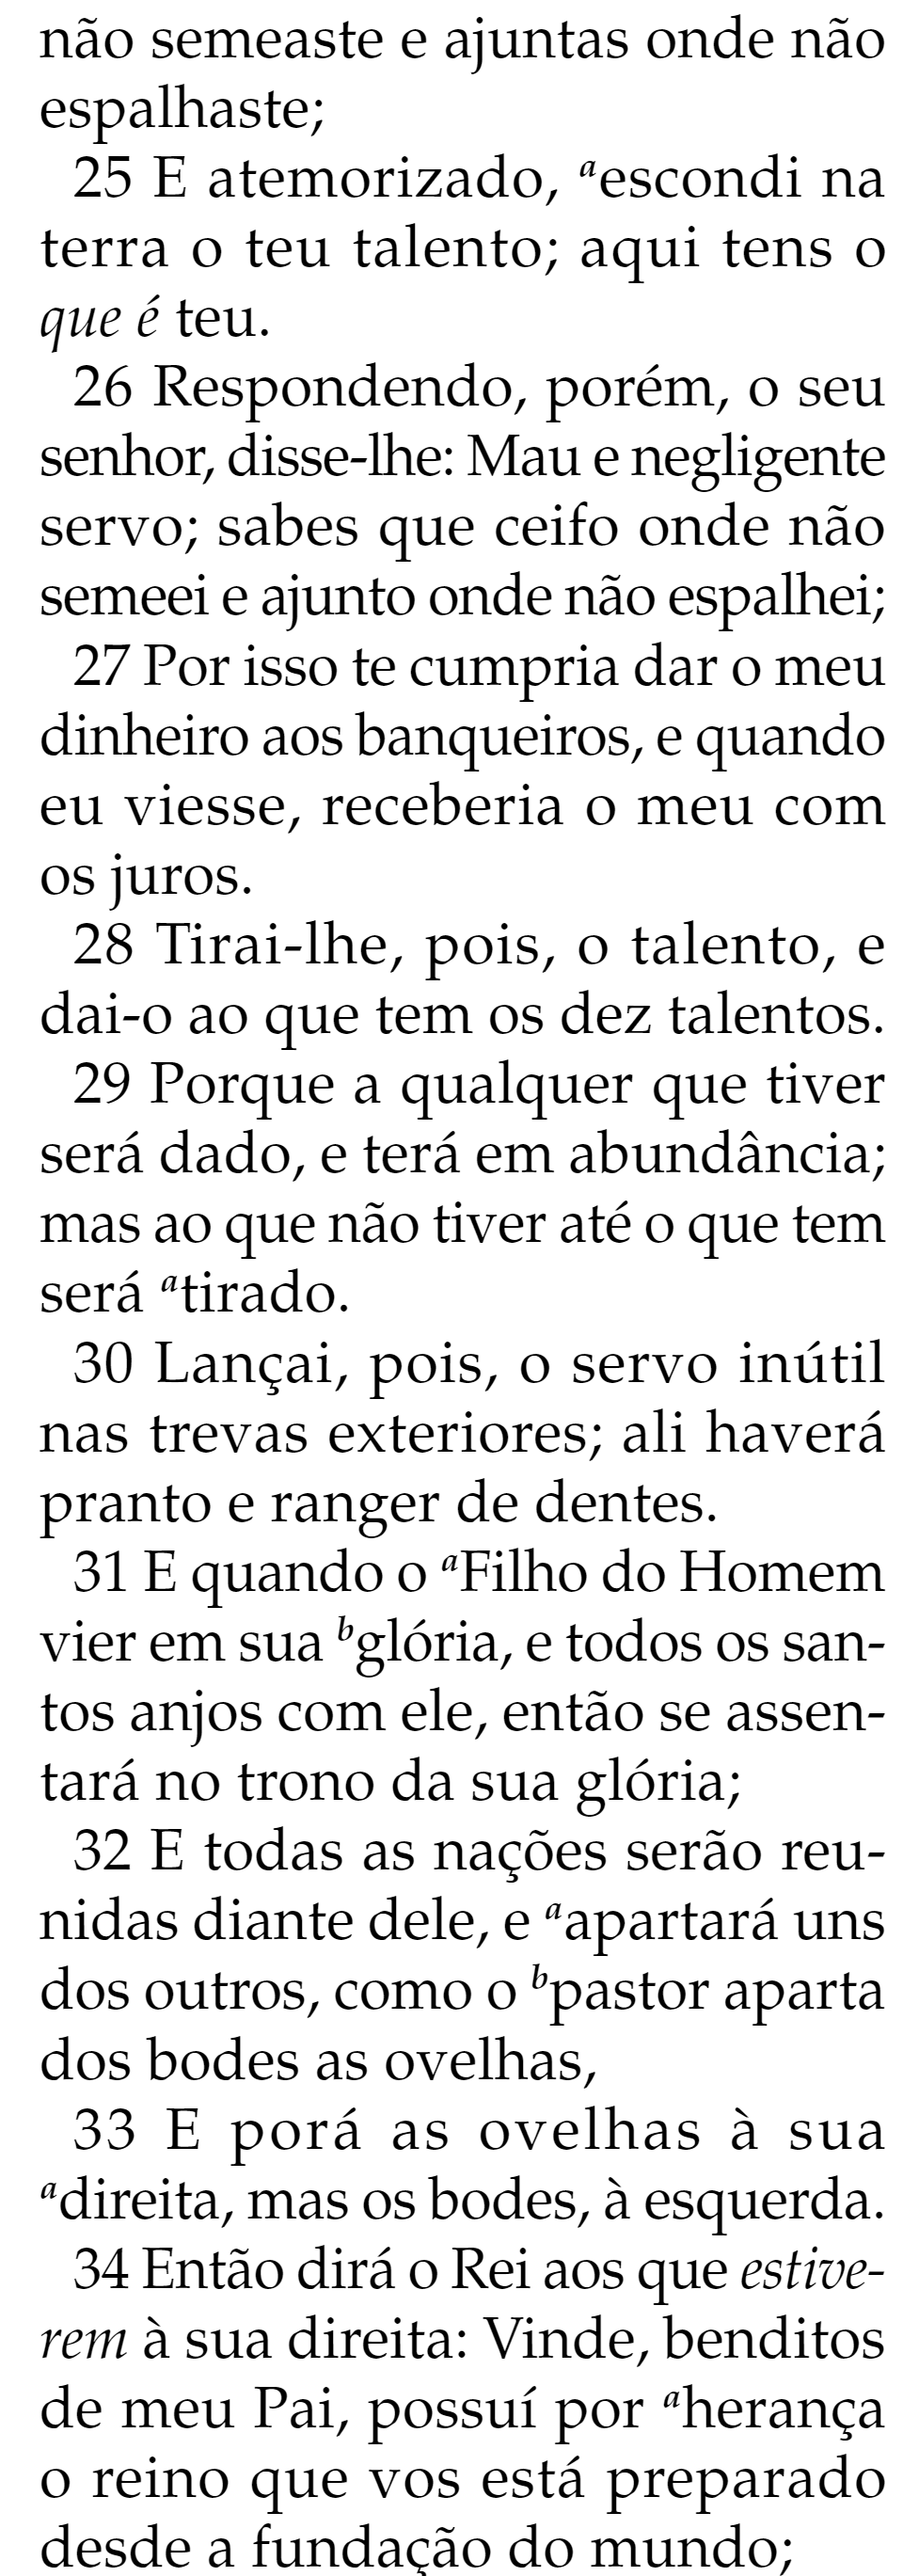 não semeaste e ajuntas onde não
espalhaste;
25 E atemorizado, ᵃescondi na
terra o teu talento; aqui tens o
que é teu.
26 Respondendo, porém, o seu
senhor, disse-lhe: Mau e negligente
servo; sabes que ceifo onde não
semeei e ajunto onde não espalhei;
27 Por isso te cumpria dar o meu
dinheiro aos banqueiros, e quando
eu viesse, receberia o meu com
os juros.
28 Tirai-lhe, pois, o talento, e
dai-o ao que tem os dez talentos.
29 Porque a qualquer que tiver
será dado, e terá em abundância;
mas ao que não tiver até o que tem
será ᵃtirado.
30 Lançai, pois, o servo inútil
nas trevas exteriores; ali haverá
pranto e ranger de dentes.
31 E quando o ᵃFilho do Homem
vier em sua ᵇglória, e todos os san-
tos anjos com ele, então se assen-
tará no trono da sua glória;
32 E todas as nações serão reu-
nidas diante dele, e ᵃapartará uns
dos outros, como o ᵇpastor aparta
dos bodes as ovelhas,
33 E porá as ovelhas à sua
ᵃdireita, mas os bodes, à esquerda.
34 Então dirá o Rei aos que estive-
rem à sua direita: Vinde, benditos
de meu Pai, possuí por ᵃherança
o reino que vos está preparado
desde a fundação do mundo;